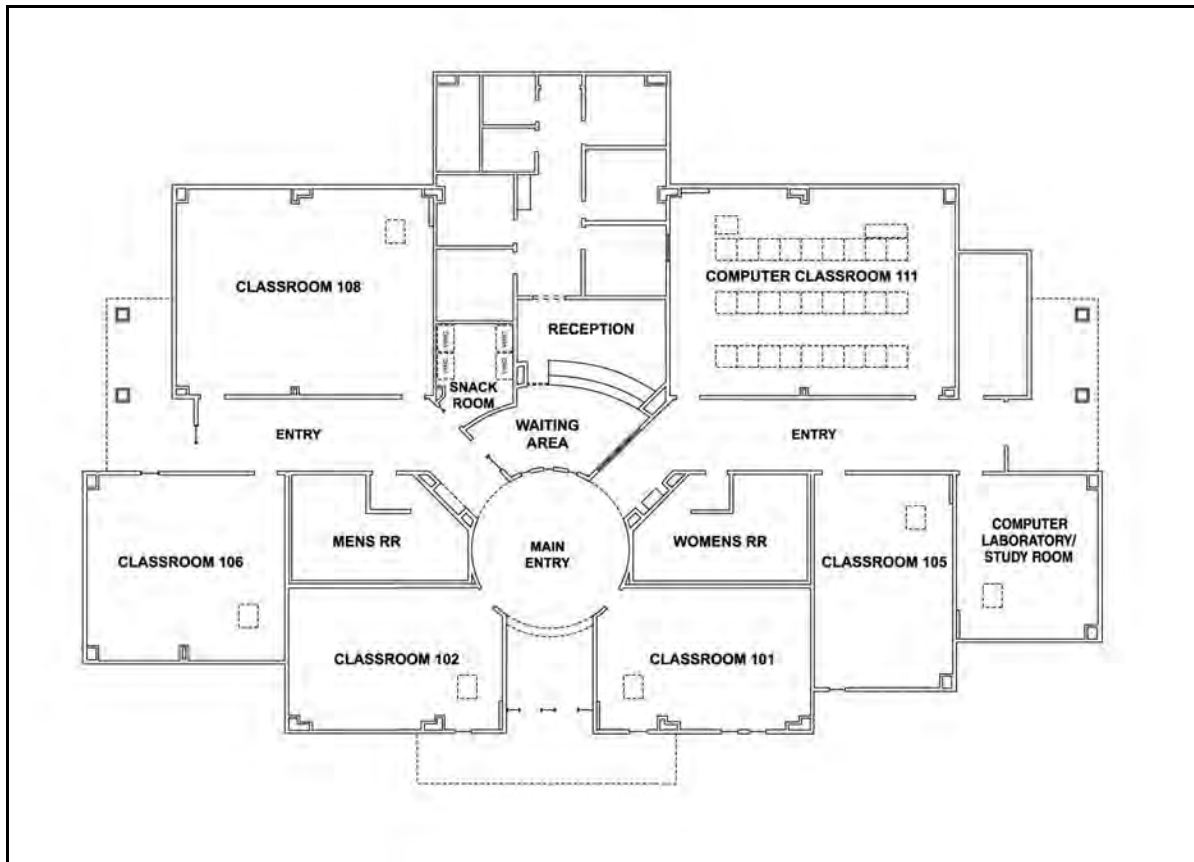 CLASSROOM 108
COMPUTER CLASSROOM 111
RECEPTION
SNACK
ROOM
WAITING
AREA
ENTRY
ENTRY
MENS RR
MAIN
ENTRY
WOMENS RR
COMPUTER
LABORATORY/
STUDY ROOM
CLASSROOM 106
CLASSROOM 105
CLASSROOM 102
CLASSROOM 101